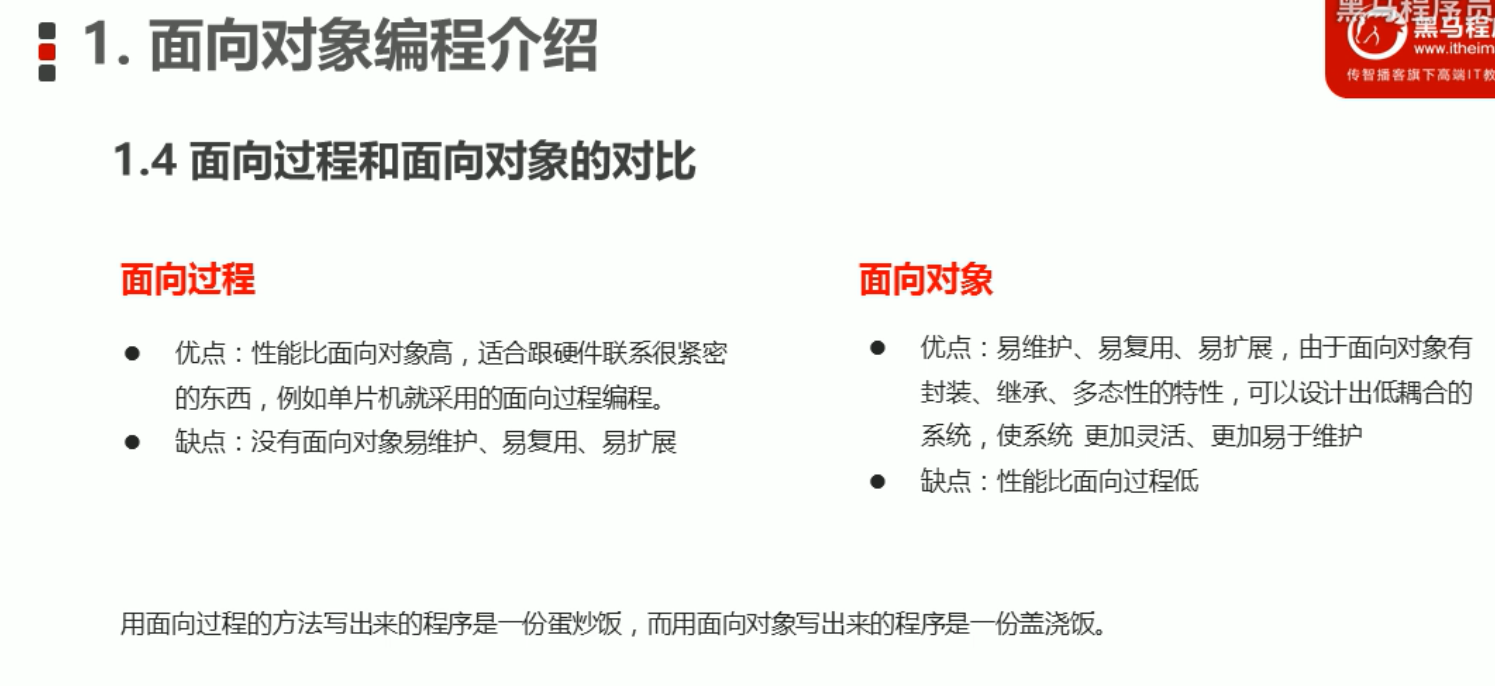 1. 面向对象编程介绍
黑马程序员
黑马程
www.itheim
传智播客旗下高端IT教
1.4 面向过程和面向对象的对比
面向过程
● 优点：性能比面向对象高，适合跟硬件联系很紧密
的东西，例如单片机就采用的面向过程编程。
● 缺点：没有面向对象易维护、易复用、易扩展
面向对象
● 优点：易维护、易复用、易扩展，由于面向对象有
封装、继承、多态性的特性，可以设计出低耦合的
系统，使系统 更加灵活、更加易于维护
● 缺点：性能比面向过程低
用面向过程的方法写出来的程序是一份蛋炒饭，而用面向对象写出来的程序是一份盖浇饭。